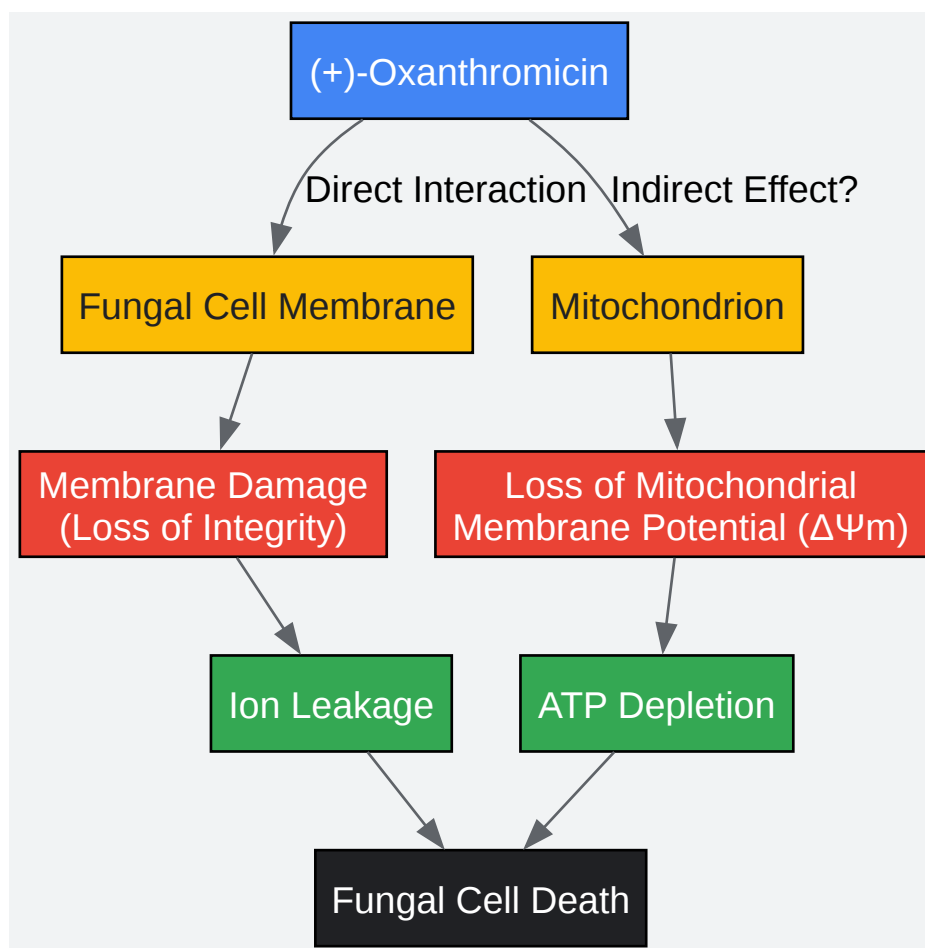 (+)-Oxanthromicin
Direct Interaction
Indirect Effect?
Fungal Cell Membrane
Mitochondrion
Membrane Damage
(Loss of Integrity)
Loss of Mitochondrial
Membrane Potential (ΔΨm)
Ion Leakage
ATP Depletion
Fungal Cell Death